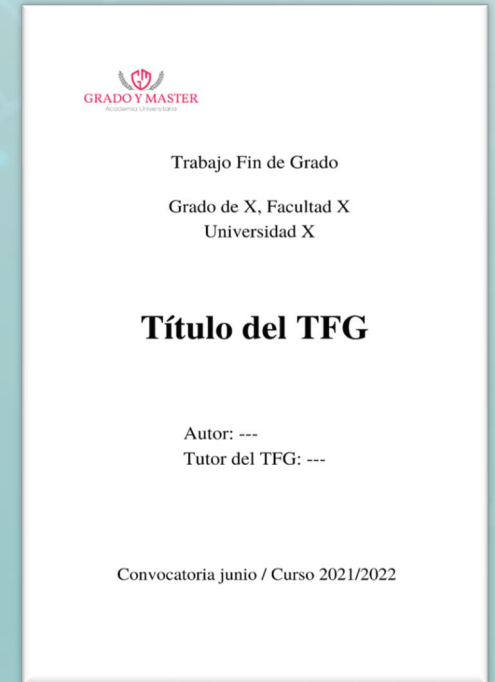 GM
GRADO Y MASTER
Academia Universitaria
Trabajo Fin de Grado
Grado de X, Facultad X
Universidad X
Título del TFG
Autor: ---
Tutor del TFG: ---
Convocatoria junio / Curso 2021/2022